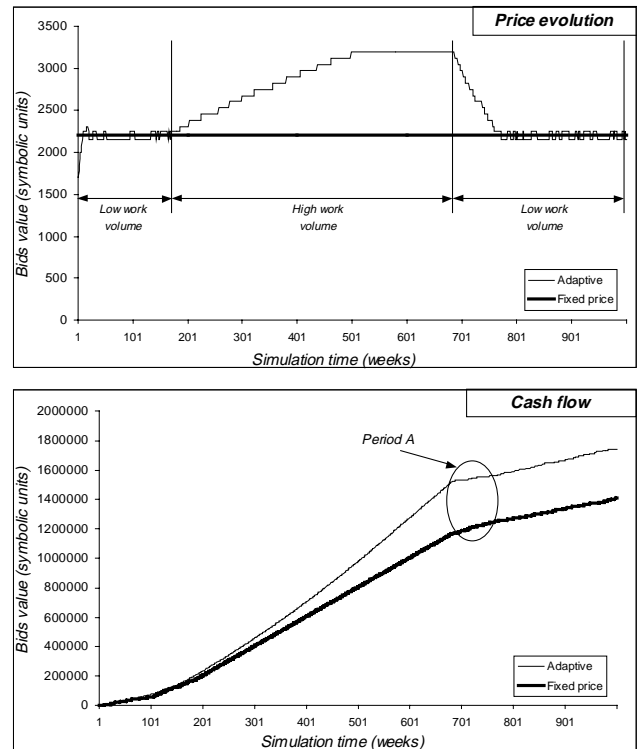 Price evolution
Bids value (symbolic units)
3500
3000
2500
2000
1500
1000
500
0
Low work
volume
High work
volume
Low work
volume
Adaptive
Fixed price
1 101 201 301 401 501 601 701 801 901
Simulation time (weeks)
Cash flow
Bids value (symbolic units)
2000000
1800000
1600000
1400000
1200000
1000000
800000
600000
400000
200000
0
Period A
Adaptive
Fixed price
1 101 201 301 401 501 601 701 801 901
Simulation time (weeks)